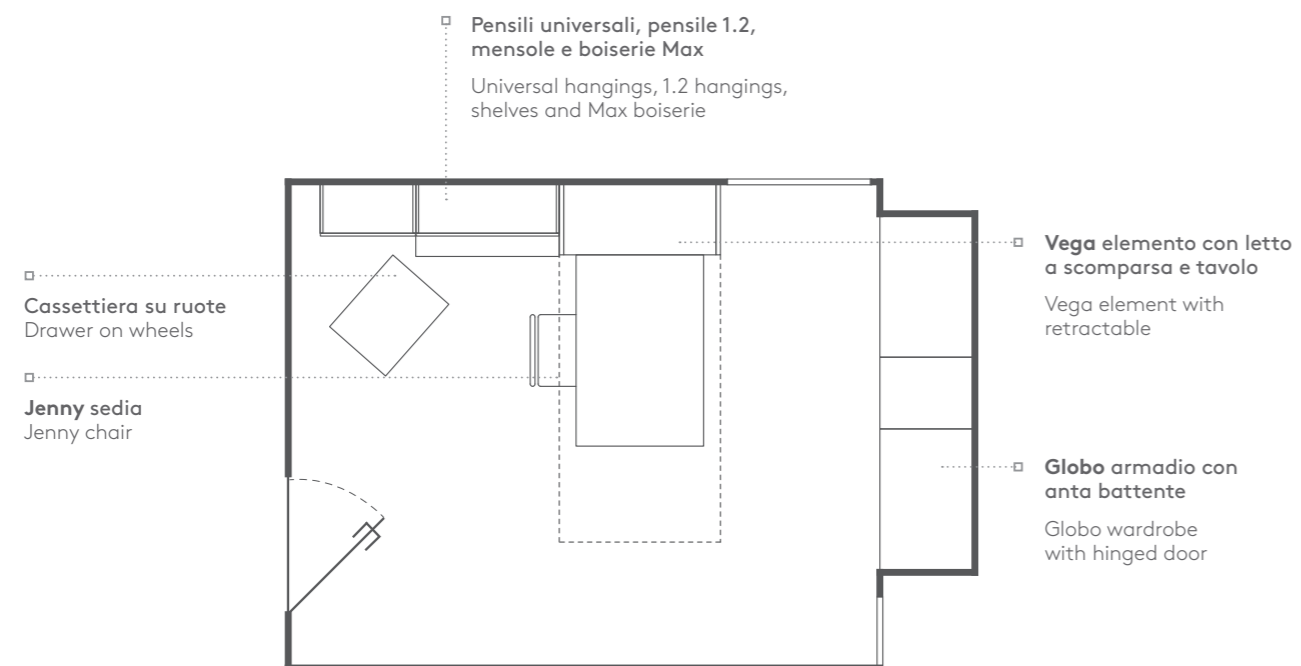 Pensili universali, pensile 1.2,
mensole e boiserie Max
Universal hangings, 1.2 hangings,
shelves and Max boiserie
Cassettiera su ruote
Drawer on wheels
Jenny sedia
Jenny chair
Vega elemento con letto
a scomparsa e tavolo
Vega element with
retractable
Globo armadio con
anta battente
Globo wardrobe
with hinged door